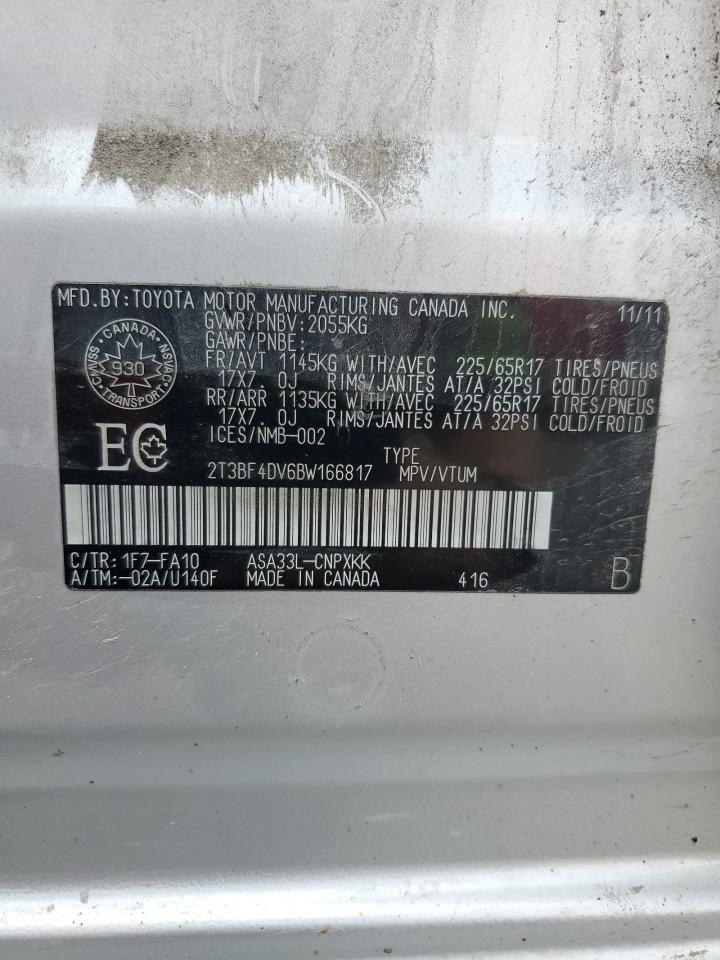 MFD.BY:TOYOTA MOTOR MANUFACTURING CANADA INC. 11/11
GVWR/PNBV:2055KG
GAWR/PNBE:
FR/AVT 1145KG WITH/AVEC 225/65R17 TIRES/PNEUS
17X7.0J RIMS/JANTES AT/A 32PSI COLD/FROID
RR/ARR 1135KG WITH/AVEC 225/65R17 TIRES/PNEUS
17X7.0J RIMS/JANTES AT/A 32PSI COLD/FROID
ICES/NMB-002
CANADA
CMVSS 930 NSVAC
TRANSPORT
EC
TYPE
2T3BF4DV6BW166817 MPV/VTUM
C/TR: 1F7-FA10 ASA33L-CNPXKK
A/TM:-02A/U140F MADE IN CANADA 416 B